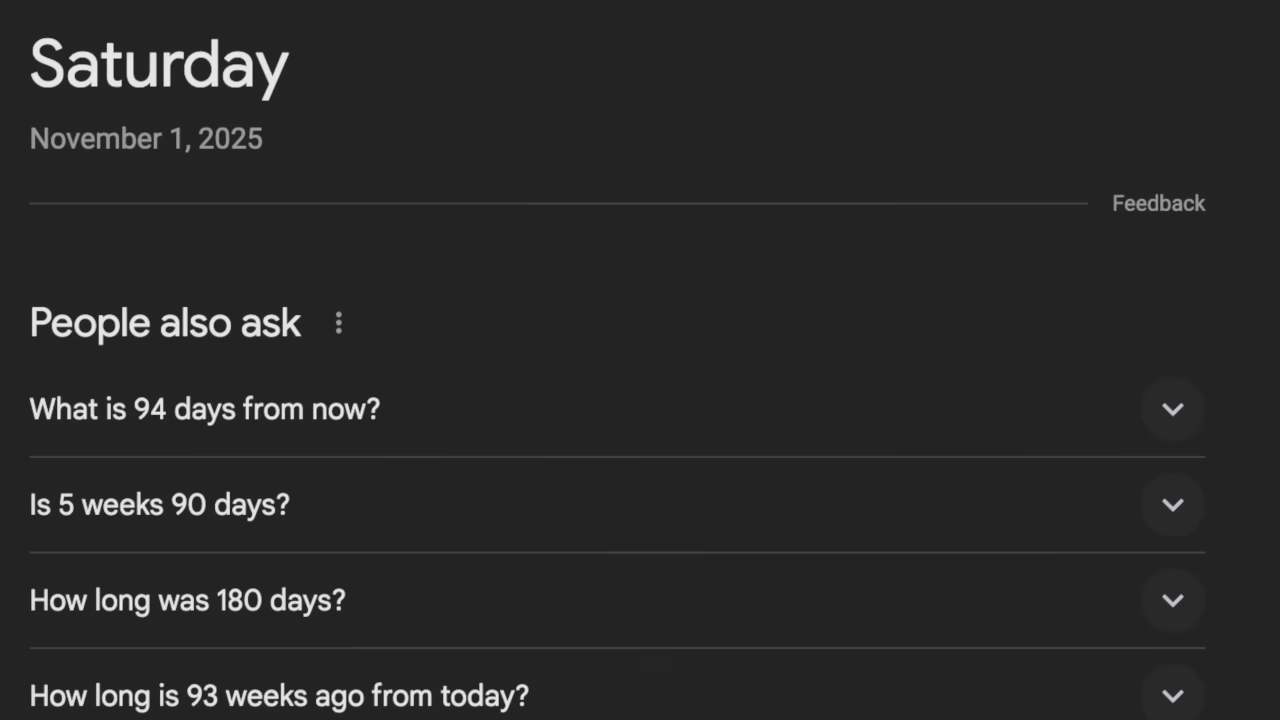 Saturday
November 1, 2025
Feedback
People also ask
What is 94 days from now?
Is 5 weeks 90 days?
How long was 180 days?
How long is 93 weeks ago from today?